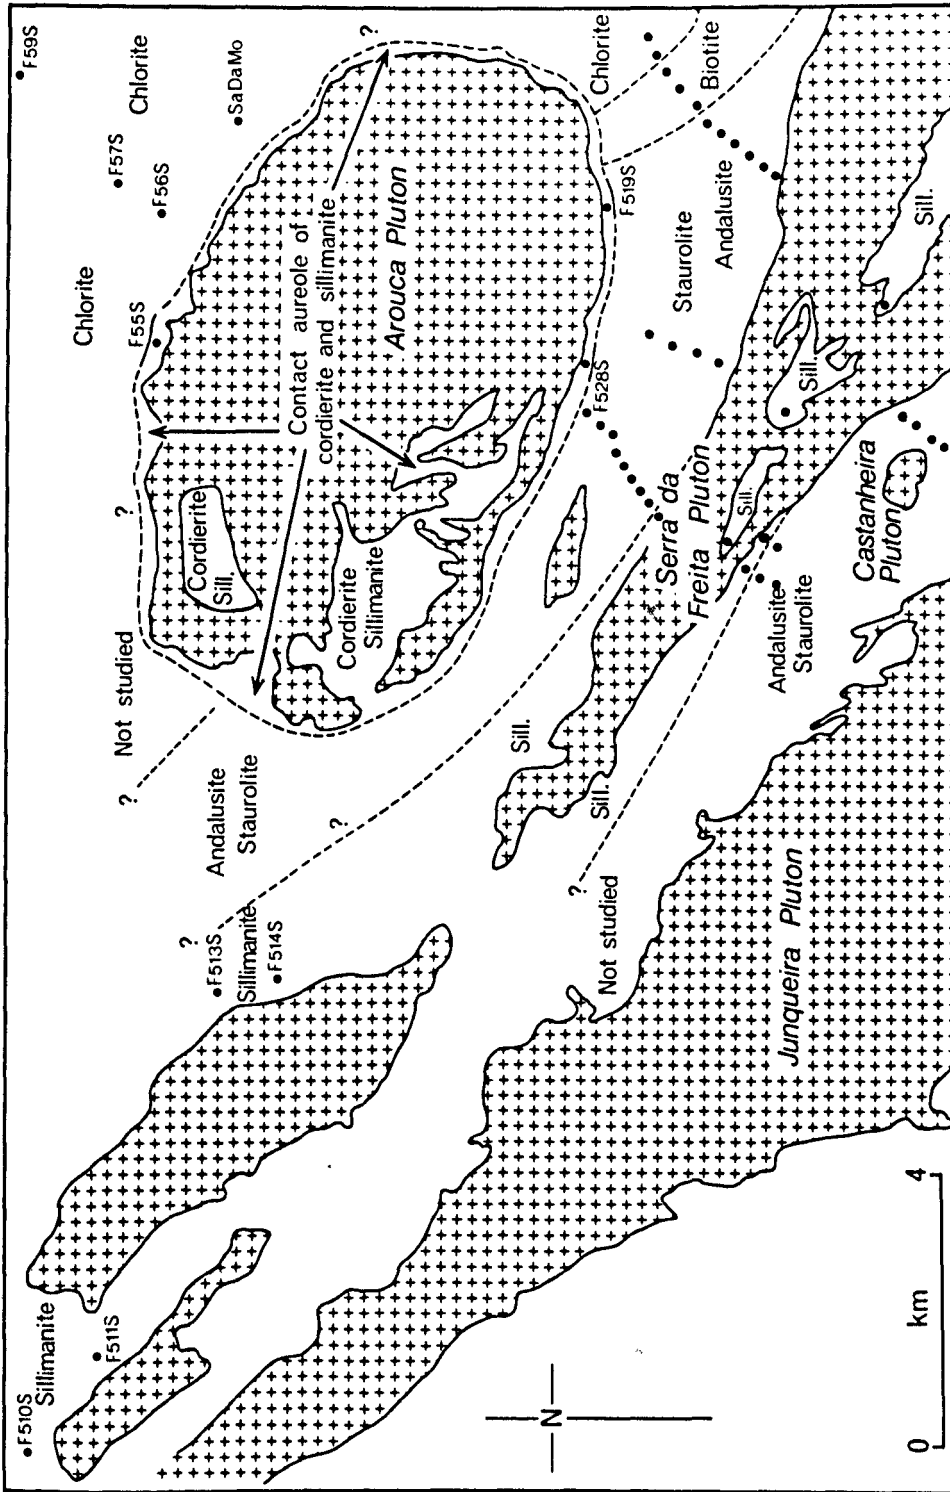 F510S
Sillimanite
F511S
F59S
Chlorite
F57S
F56S
SaDaMo
Chlorite
F55S
?
Not studied
?
Cordierite
Sill.
?
F513S
Sillimanite
F514S
Andalusite
Staurolite
?
Contact aureole of
cordierite and sillimanite
?
Arouca Pluton
Cordierite
Sillimanite
F528S
F519S
Chlorite
Biotite
Staurolite
Andalusite
Sill.
Sill.
Serra da
Freita Pluton
Sill.
Sill.
Sill.
?
Not studied
Andalusite
Staurolite
Castanheira
Pluton
Junqueira Pluton
N
0 km 4